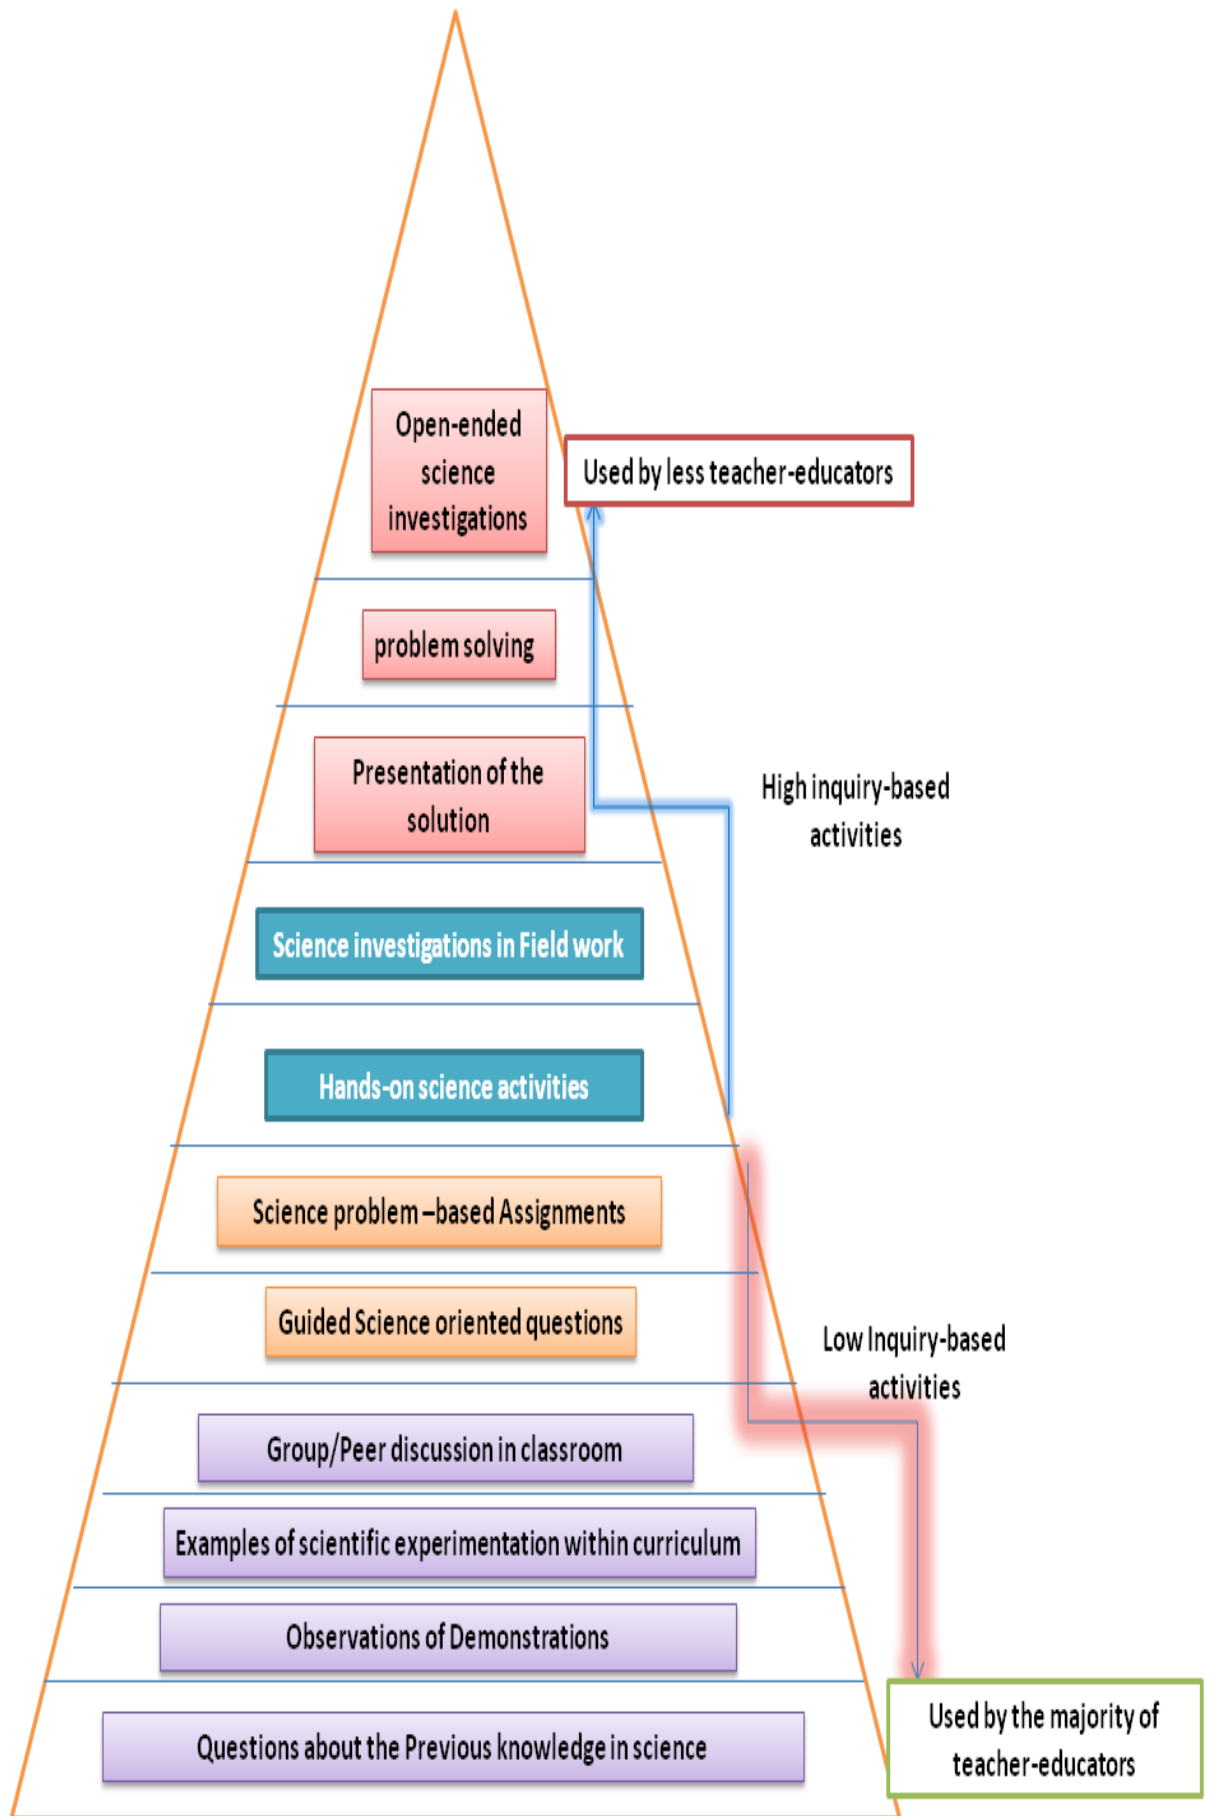 Open-ended
science
investigations
Used by less teacher-educators
problem solving
Presentation of the
solution
High inquiry-based
activities
Science investigations in Field work
Hands-on science activities
Science problem –based Assignments
Guided Science oriented questions
Low Inquiry-based
activities
Group/Peer discussion in classroom
Examples of scientific experimentation within curriculum
Observations of Demonstrations
Used by the majority of
teacher-educators
Questions about the Previous knowledge in science